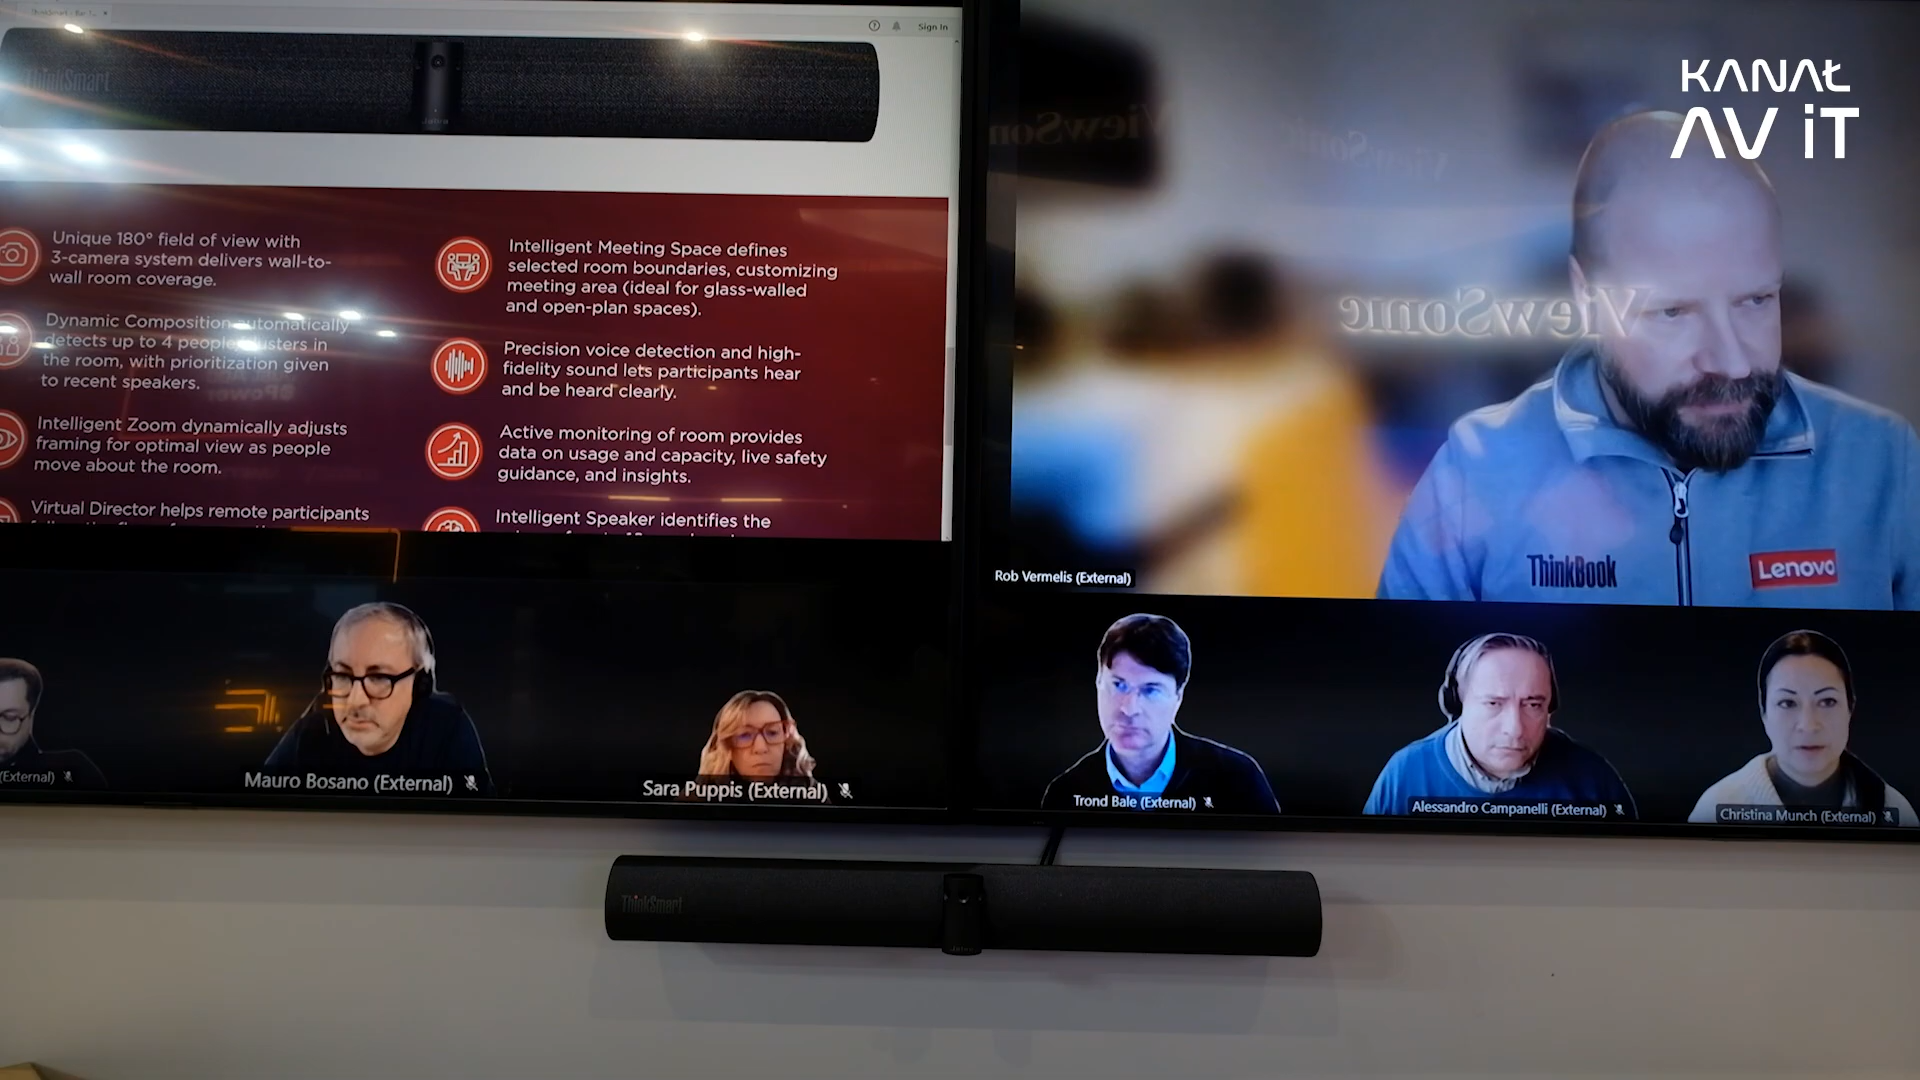 Sign In
ThinkSmart
KANAŁ
AV iT
ViewSonic
ViewSonic
ViewSonic
Unique 180° field of view with
3-camera system delivers wall-to-
wall room coverage.
Dynamic Composition automatically
detects up to 4 people clusters in
the room, with prioritization given
to recent speakers.
Intelligent Zoom dynamically adjusts
framing for optimal view as people
move about the room.
Virtual Director helps remote participants
Intelligent Meeting Space defines
selected room boundaries, customizing
meeting area (ideal for glass-walled
and open-plan spaces).
Precision voice detection and high-
fidelity sound lets participants hear
and be heard clearly.
Active monitoring of room provides
data on usage and capacity, live safety
guidance, and insights.
Intelligent Speaker identifies the
ThinkBook
Lenovo
Rob Vermelis (External)
(External)
Mauro Bosano (External)
Sara Puppis (External)
Trond Bale (External)
Alessandro Campanelli (External)
Christina Munch (External)
ThinkSmart
Jabra